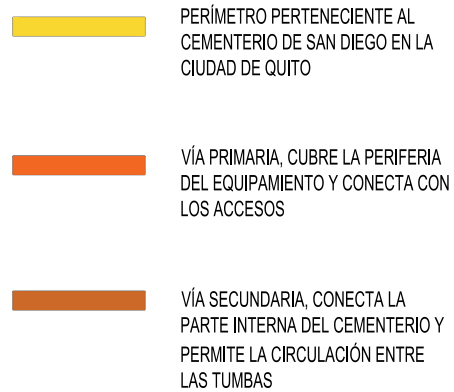 PERÍMETRO PERTENECIENTE AL
CEMENTERIO DE SAN DIEGO EN LA
CIUDAD DE QUITO
VÍA PRIMARIA, CUBRE LA PERIFERIA
DEL EQUIPAMIENTO Y CONECTA CON
LOS ACCESOS
VÍA SECUNDARIA, CONECTA LA
PARTE INTERNA DEL CEMENTERIO Y
PERMITE LA CIRCULACIÓN ENTRE
LAS TUMBAS